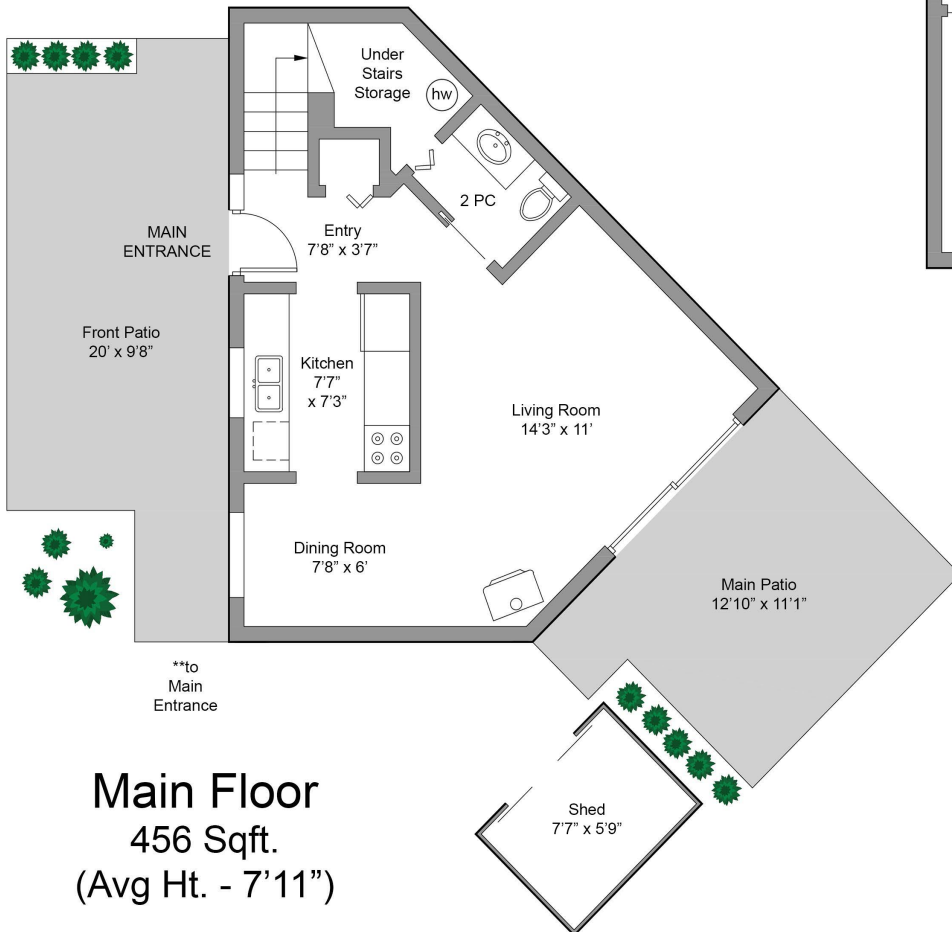 Under
Stairs
Storage
hw
2 PC
MAIN
ENTRANCE
Entry
7’8” x 3’7”
Front Patio
20’ x 9’8”
Kitchen
7’7”
x 7’3”
Living Room
14’3” x 11’
Dining Room
7’8” x 6’
Main Patio
12’10” x 11’1”
**to
Main
Entrance
Shed
7’7” x 5’9”
Main Floor
456 Sqft.
(Avg Ht. - 7’11”)